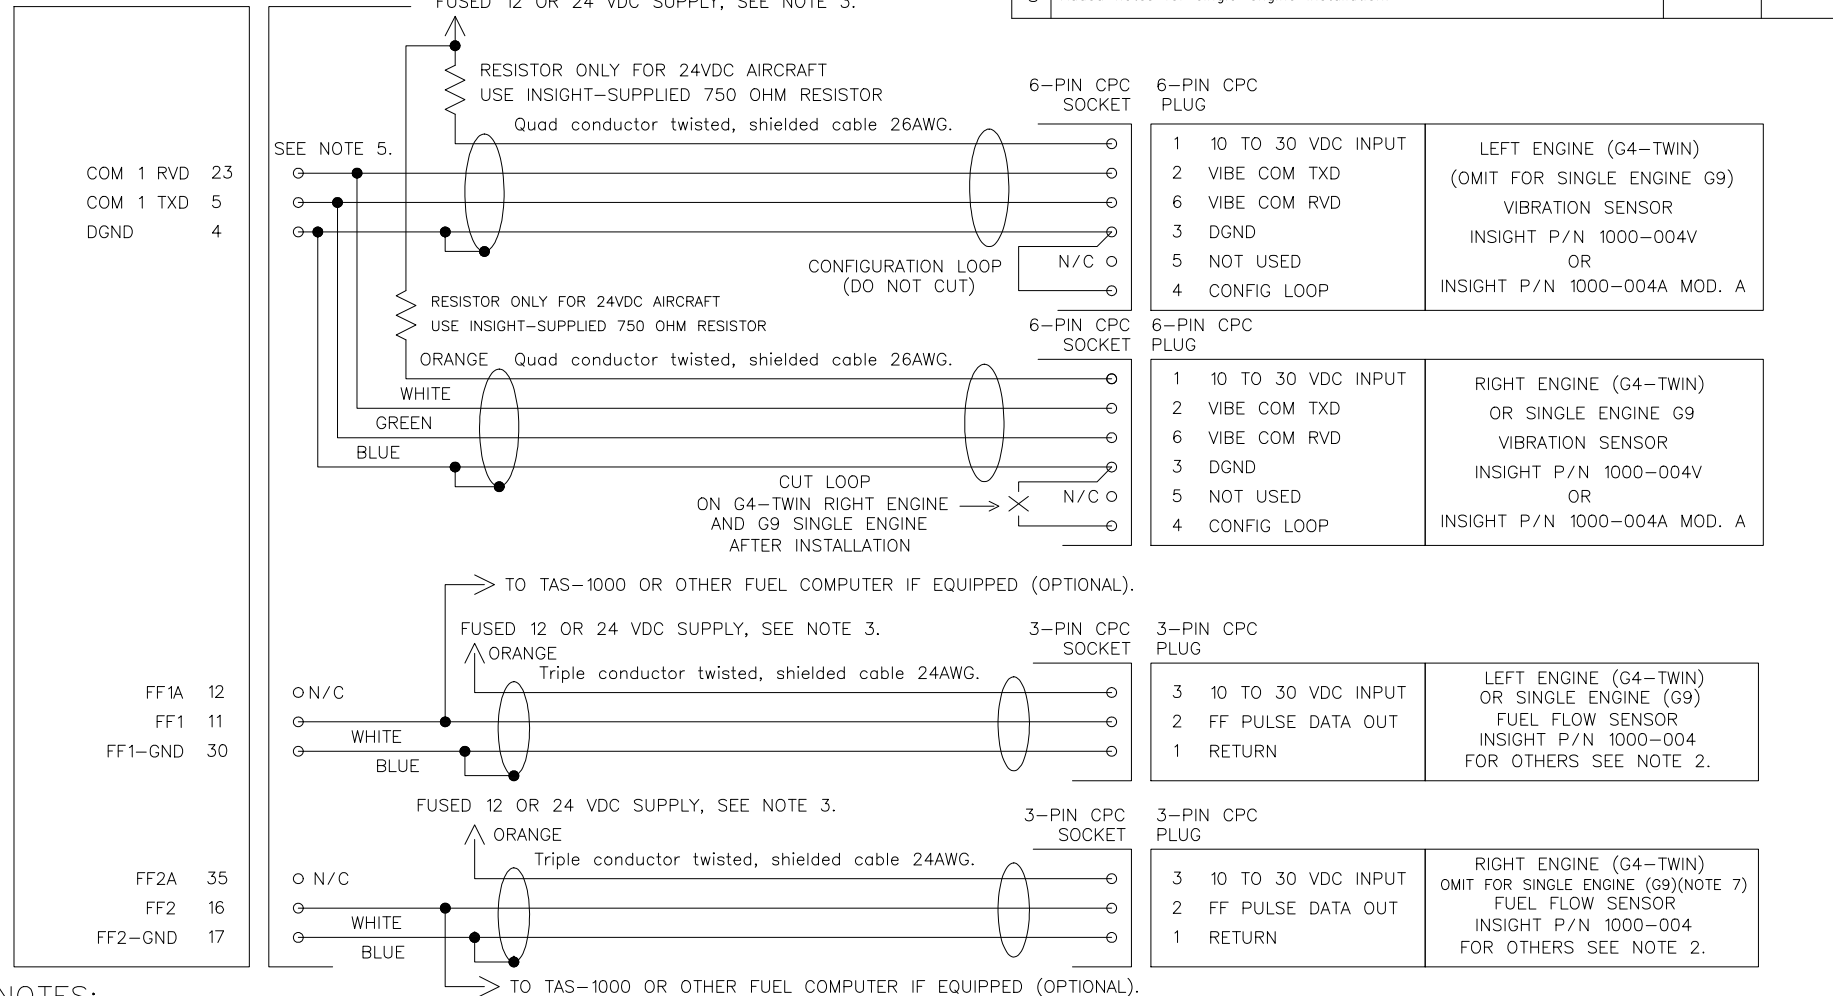 FUSED 12 OR 24 VDC SUPPLY, SEE NOTE 3.
RESISTOR ONLY FOR 24VDC AIRCRAFT
USE INSIGHT-SUPPLIED 750 OHM RESISTOR
Quad conductor twisted, shielded cable 26AWG.
6-PIN CPC SOCKET
6-PIN CPC PLUG
SEE NOTE 5.
COM 1 RVD 23
COM 1 TXD 5
DGND 4
1 10 TO 30 VDC INPUT
2 VIBE COM TXD
6 VIBE COM RVD
3 DGND
5 NOT USED
4 CONFIG LOOP
N/C
CONFIGURATION LOOP
(DO NOT CUT)
LEFT ENGINE (G4-TWIN)
(OMIT FOR SINGLE ENGINE G9)
VIBRATION SENSOR
INSIGHT P/N 1000-004V
OR
INSIGHT P/N 1000-004A MOD. A
RESISTOR ONLY FOR 24VDC AIRCRAFT
USE INSIGHT-SUPPLIED 750 OHM RESISTOR
6-PIN CPC SOCKET
6-PIN CPC PLUG
ORANGE
Quad conductor twisted, shielded cable 26AWG.
WHITE
GREEN
BLUE
1 10 TO 30 VDC INPUT
2 VIBE COM TXD
6 VIBE COM RVD
3 DGND
5 NOT USED
4 CONFIG LOOP
N/C
CUT LOOP
ON G4-TWIN RIGHT ENGINE
AND G9 SINGLE ENGINE
AFTER INSTALLATION
RIGHT ENGINE (G4-TWIN)
OR SINGLE ENGINE G9
VIBRATION SENSOR
INSIGHT P/N 1000-004V
OR
INSIGHT P/N 1000-004A MOD. A
TO TAS-1000 OR OTHER FUEL COMPUTER IF EQUIPPED (OPTIONAL).
FUSED 12 OR 24 VDC SUPPLY, SEE NOTE 3.
ORANGE
Triple conductor twisted, shielded cable 24AWG.
3-PIN CPC SOCKET
3-PIN CPC PLUG
FF1A 12
FF1 11
FF1-GND 30
N/C
WHITE
BLUE
3 10 TO 30 VDC INPUT
2 FF PULSE DATA OUT
1 RETURN
LEFT ENGINE (G4-TWIN)
OR SINGLE ENGINE (G9)
FUEL FLOW SENSOR
INSIGHT P/N 1000-004
FOR OTHERS SEE NOTE 2.
FUSED 12 OR 24 VDC SUPPLY, SEE NOTE 3.
ORANGE
Triple conductor twisted, shielded cable 24AWG.
3-PIN CPC SOCKET
3-PIN CPC PLUG
FF2A 35
FF2 16
FF2-GND 17
N/C
WHITE
BLUE
3 10 TO 30 VDC INPUT
2 FF PULSE DATA OUT
1 RETURN
RIGHT ENGINE (G4-TWIN)
OMIT FOR SINGLE ENGINE (G9)(NOTE 7)
FUEL FLOW SENSOR
INSIGHT P/N 1000-004
FOR OTHERS SEE NOTE 2.
TO TAS-1000 OR OTHER FUEL COMPUTER IF EQUIPPED (OPTIONAL).
NOTES: